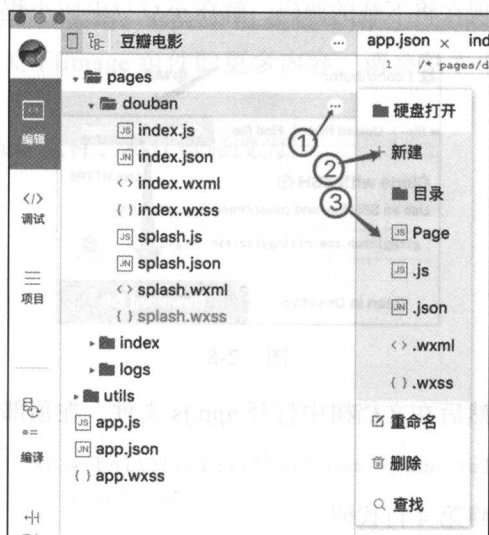 豆瓣电影
app.json × ind
1 /* pages/d
pages
douban
index.js
index.json
index.wxml
index.wxss
splash.js
splash.json
splash.wxml
splash.wxss
index
logs
utils
app.js
app.json
app.wxss
编辑
调试
项目
编译
①
②
③
硬盘打开
新建
目录
Page
.js
.json
.wxml
.wxss
重命名
删除
查找